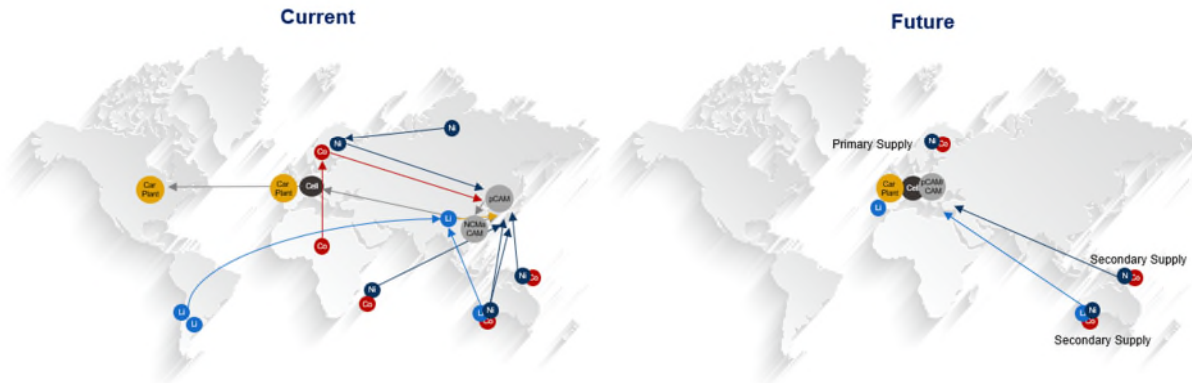 Current
Future
Ni
Ni
Co
Primary Supply
Ni
Co
Car
Plant
Car
Plant
Cell
pCAM
Li
NCMa
CAM
Car
Plant
Cell
pCAM/
CAM
Li
Co
Ni
Co
Ni
Co
Li
Li
Li
Ni
Co
Secondary Supply
N
Co
Li
Ni
Co
Secondary Supply